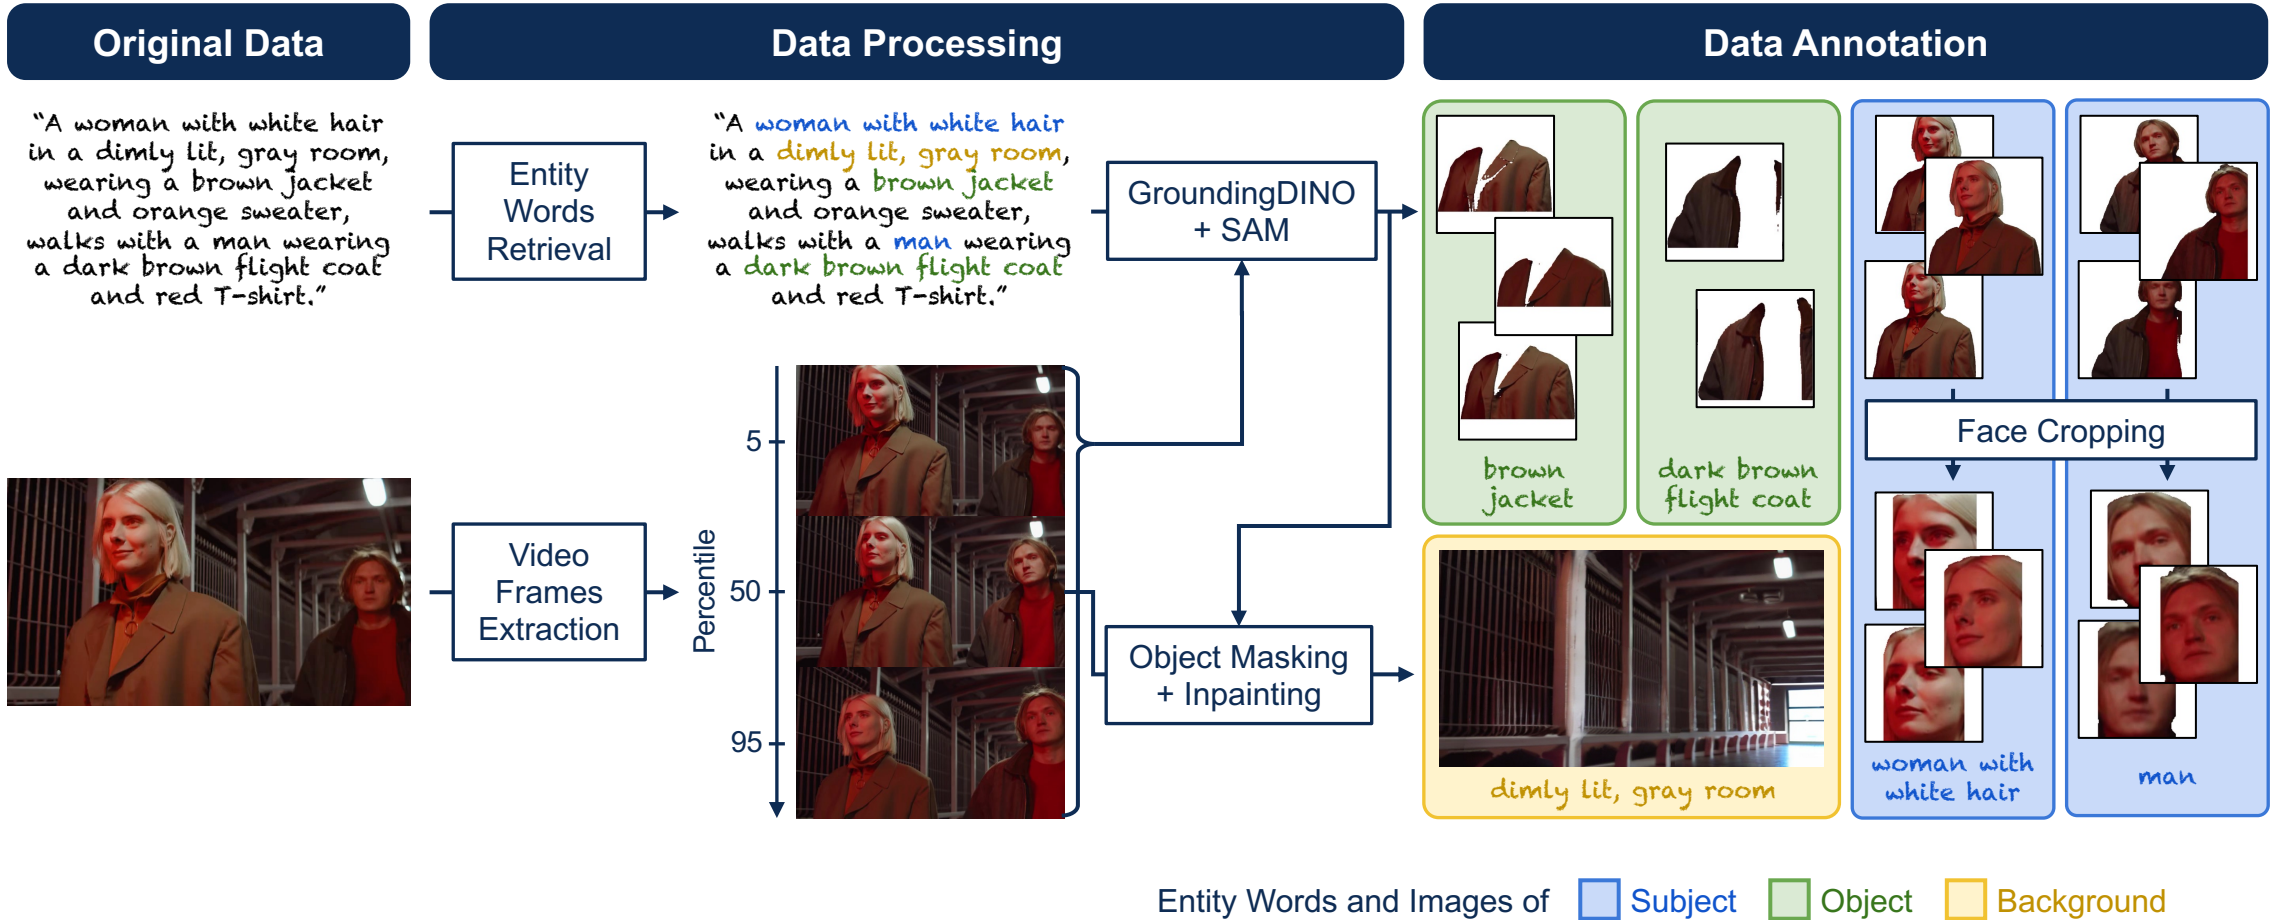 Original Data
Data Processing
Data Annotation
“A woman with white hair
in a dimly lit, gray room,
wearing a brown jacket
and orange sweater,
walks with a man wearing
a dark brown flight coat
and red T-shirt.”
Entity
Words
Retrieval
“A woman with white hair
in a dimly lit, gray room,
wearing a brown jacket
and orange sweater,
walks with a man wearing
a dark brown flight coat
and red T-shirt.”
GroundingDINO
+ SAM
Video
Frames
Extraction
Percentile
5
50
95
Object Masking
+ Inpainting
brown
jacket
dark brown
flight coat
dimly lit, gray room
Face Cropping
woman with
white hair
man
Entity Words and Images of
Subject
Object
Background